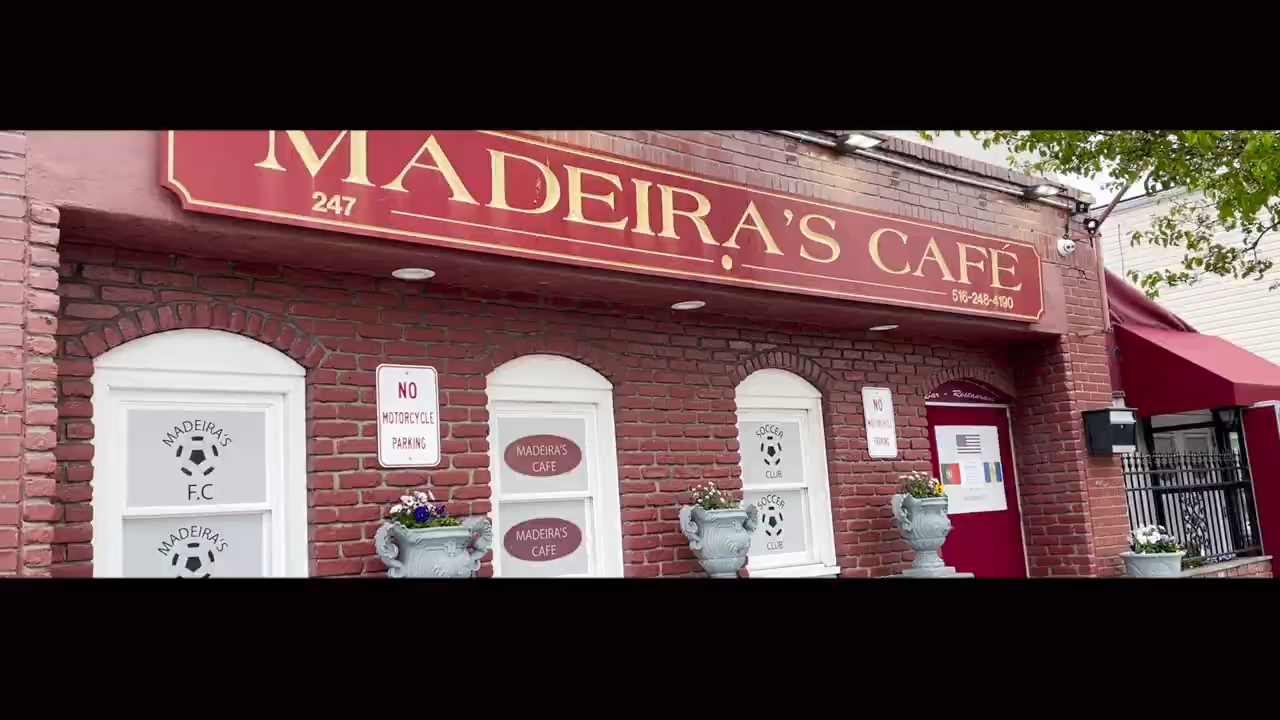 MADEIRA'S CAFÉ
247
516-248-4190
MADEIRA'S
F.C
MADEIRA'S
NO
MOTORCYCLE
PARKING
MADEIRA'S
CAFE
MADEIRA'S
CAFE
SOCCER
CLUB
SOCCER
CLUB
NO
MOTORCYCLE
PARKING
Bar - Restaurant